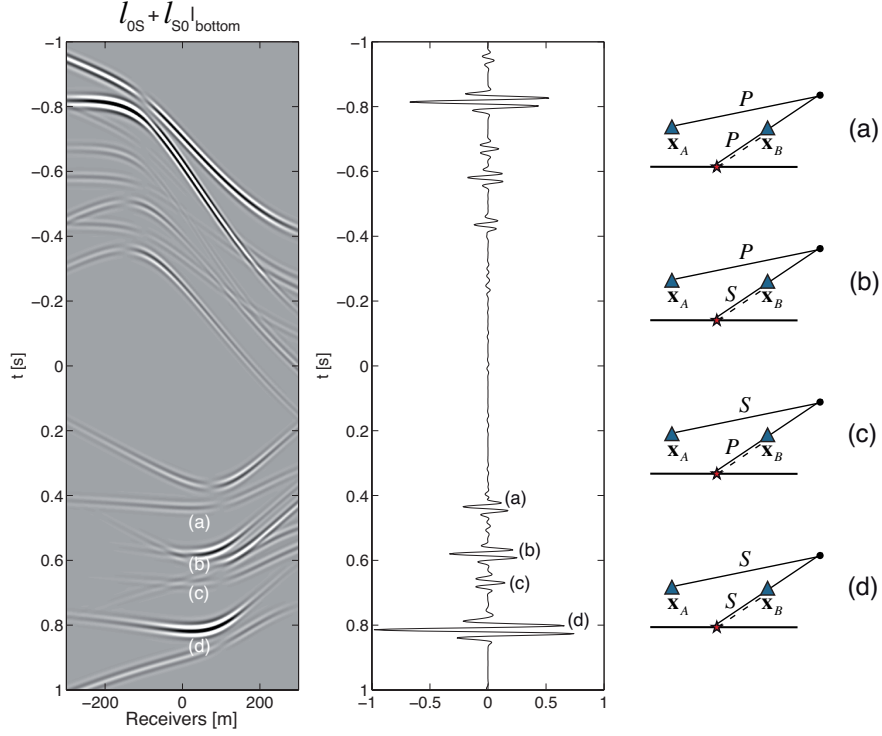 l0S + lS0|bottom
−1
−0.8
−0.6
−0.4
−0.2
0
0.2
0.4
0.6
0.8
1
t [s]
(a)
(b)
(c)
(d)
−200 0 200
Receivers [m]
−1
−0.8
−0.6
−0.4
−0.2
0
0.2
0.4
0.6
0.8
1
t [s]
(a)
(b)
(c)
(d)
−1 −0.5 0 0.5 1
P
P
xA xB
(a)
P
S
xA xB
(b)
S
P
xA xB
(c)
S
S
xA xB
(d)